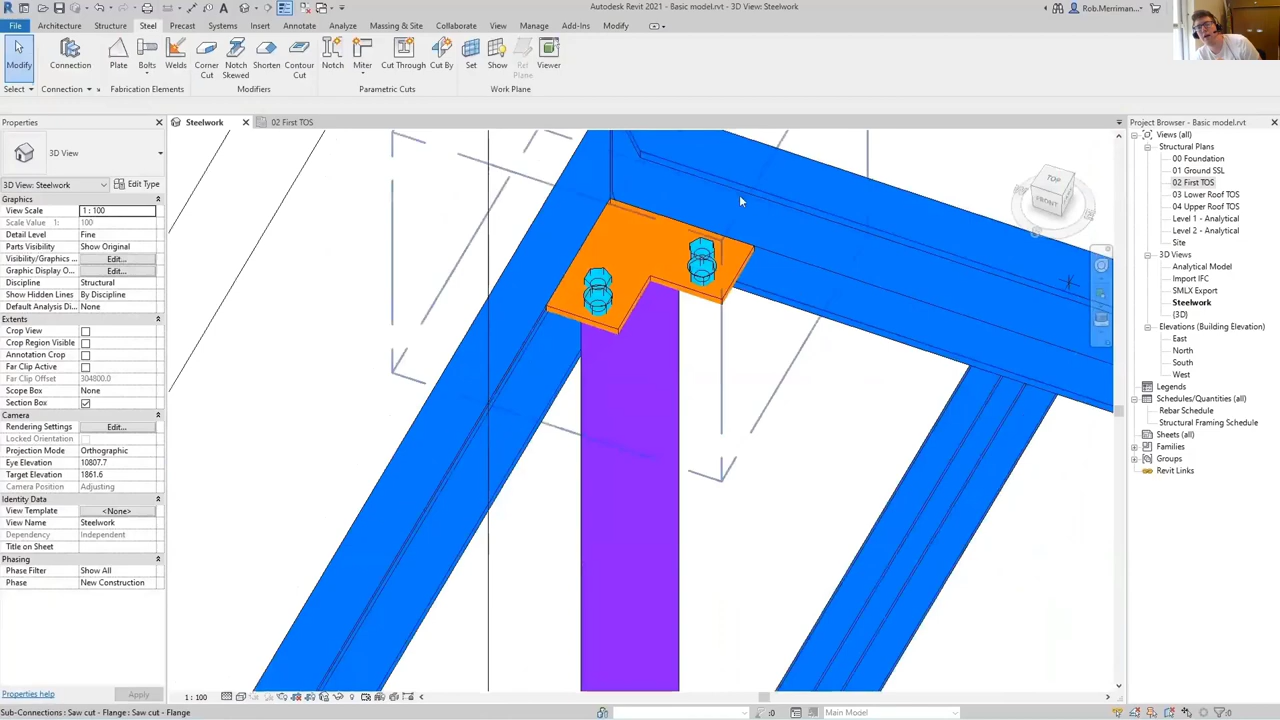 Autodesk Revit 2021 - Basic model.rvt - 3D View: Steelwork
Rob.Merriman...
File Architecture Structure Steel Precast Systems Insert Annotate Analyze Massing & Site Collaborate View Manage Add-Ins Modify
Modify Connection Plate Bolts Welds Corner Cut Notch Skewed Shorten Contour Cut Notch Miter Cut Through Cut By Set Show Ref Plane Viewer
Select Connection Fabrication Elements Modifiers Parametric Cuts Work Plane
Properties
Steelwork
02 First TOS
Project Browser - Basic model.rvt
3D View
3D View: Steelwork
Edit Type
Graphics
View Scale 1 : 100
Scale Value 1: 100
Detail Level Fine
Parts Visibility Show Original
Visibility/Graphics ... Edit...
Graphic Display O... Edit...
Discipline Structural
Show Hidden Lines By Discipline
Default Analysis Di... None
Extents
Crop View
Crop Region Visible
Annotation Crop
Far Clip Active
Far Clip Offset 304800.0
Scope Box None
Section Box
Camera
Rendering Settings Edit...
Locked Orientation
Projection Mode Orthographic
Eye Elevation 10807.7
Target Elevation 1861.6
Camera Position Adjusting
Identity Data
View Template <None>
View Name Steelwork
Dependency Independent
Title on Sheet
Phasing
Phase Filter Show All
Phase New Construction
Properties help
Apply
TOP
FRONT
Views (all)
Structural Plans
00 Foundation
01 Ground SSL
02 First TOS
03 Lower Roof TOS
04 Upper Roof TOS
Level 1 - Analytical
Level 2 - Analytical
Site
3D Views
Analytical Model
Import IFC
SMLX Export
Steelwork
{3D}
Elevations (Building Elevation)
East
North
South
West
Legends
Schedules/Quantities (all)
Rebar Schedule
Structural Framing Schedule
Sheets (all)
Families
Groups
Revit Links
1 : 100
Sub-Connections : Saw cut - Flange : Saw cut - Flange
:0
Main Model
:0